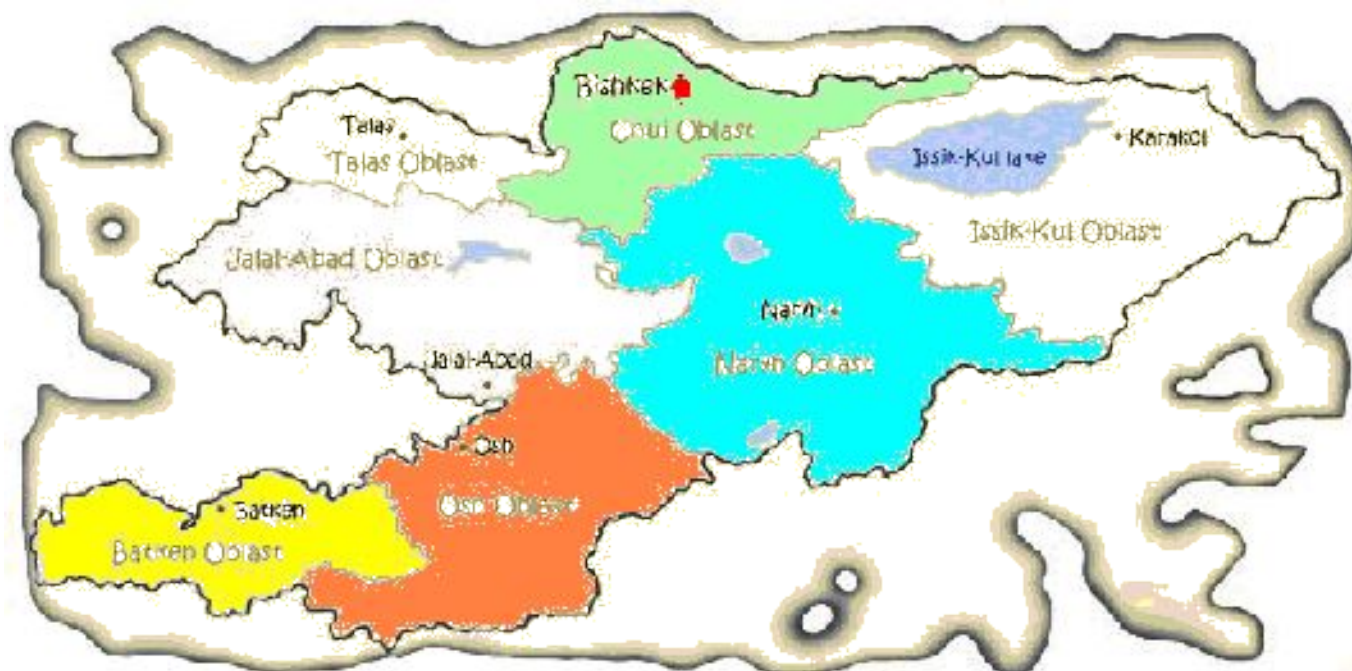 Bishkek
Chui Oblast
Talas
Talas Oblast
Karakol
Issik-Kul lake
Issik-Kul Oblast
Jalal-Abad Oblast
Naryn
Naryn Oblast
Jalal-Abad
Osh
Osh Oblast
Batken
Batken Oblast